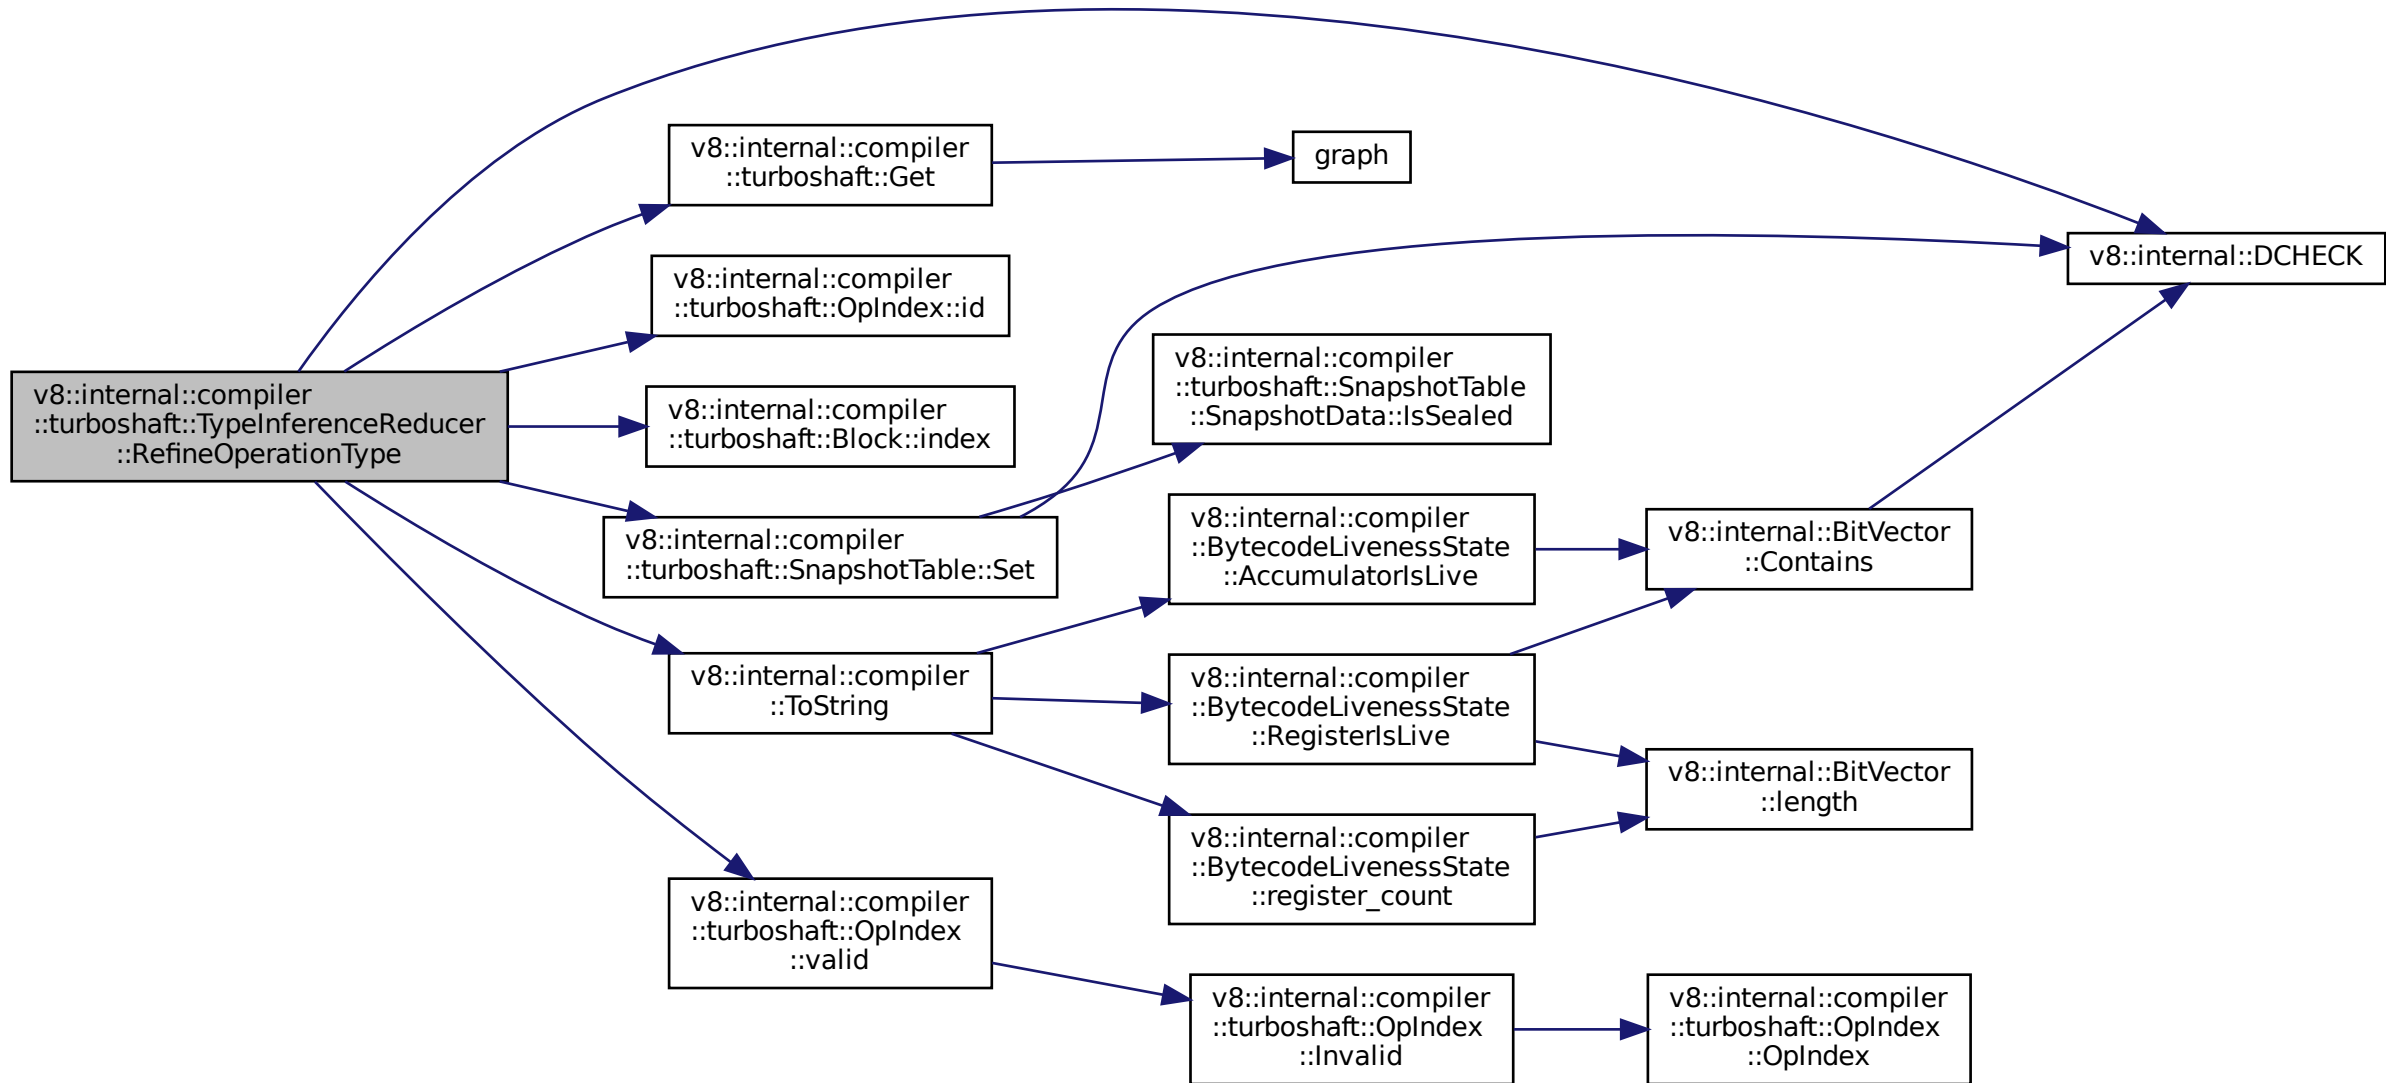 v8::internal::compiler
::turboshaft::TypeInferenceReducer
::RefineOperationType
v8::internal::compiler
::turboshaft::Get
graph
v8::internal::DCHECK
v8::internal::compiler
::turboshaft::OpIndex::id
v8::internal::compiler
::turboshaft::Block::index
v8::internal::compiler
::turboshaft::SnapshotTable::Set
v8::internal::compiler
::turboshaft::SnapshotTable
::SnapshotData::IsSealed
v8::internal::compiler
::ToString
v8::internal::compiler
::BytecodeLivenessState
::AccumulatorIsLive
v8::internal::BitVector
::Contains
v8::internal::compiler
::BytecodeLivenessState
::RegisterIsLive
v8::internal::BitVector
::length
v8::internal::compiler
::BytecodeLivenessState
::register_count
v8::internal::compiler
::turboshaft::OpIndex
::valid
v8::internal::compiler
::turboshaft::OpIndex
::Invalid
v8::internal::compiler
::turboshaft::OpIndex
::OpIndex